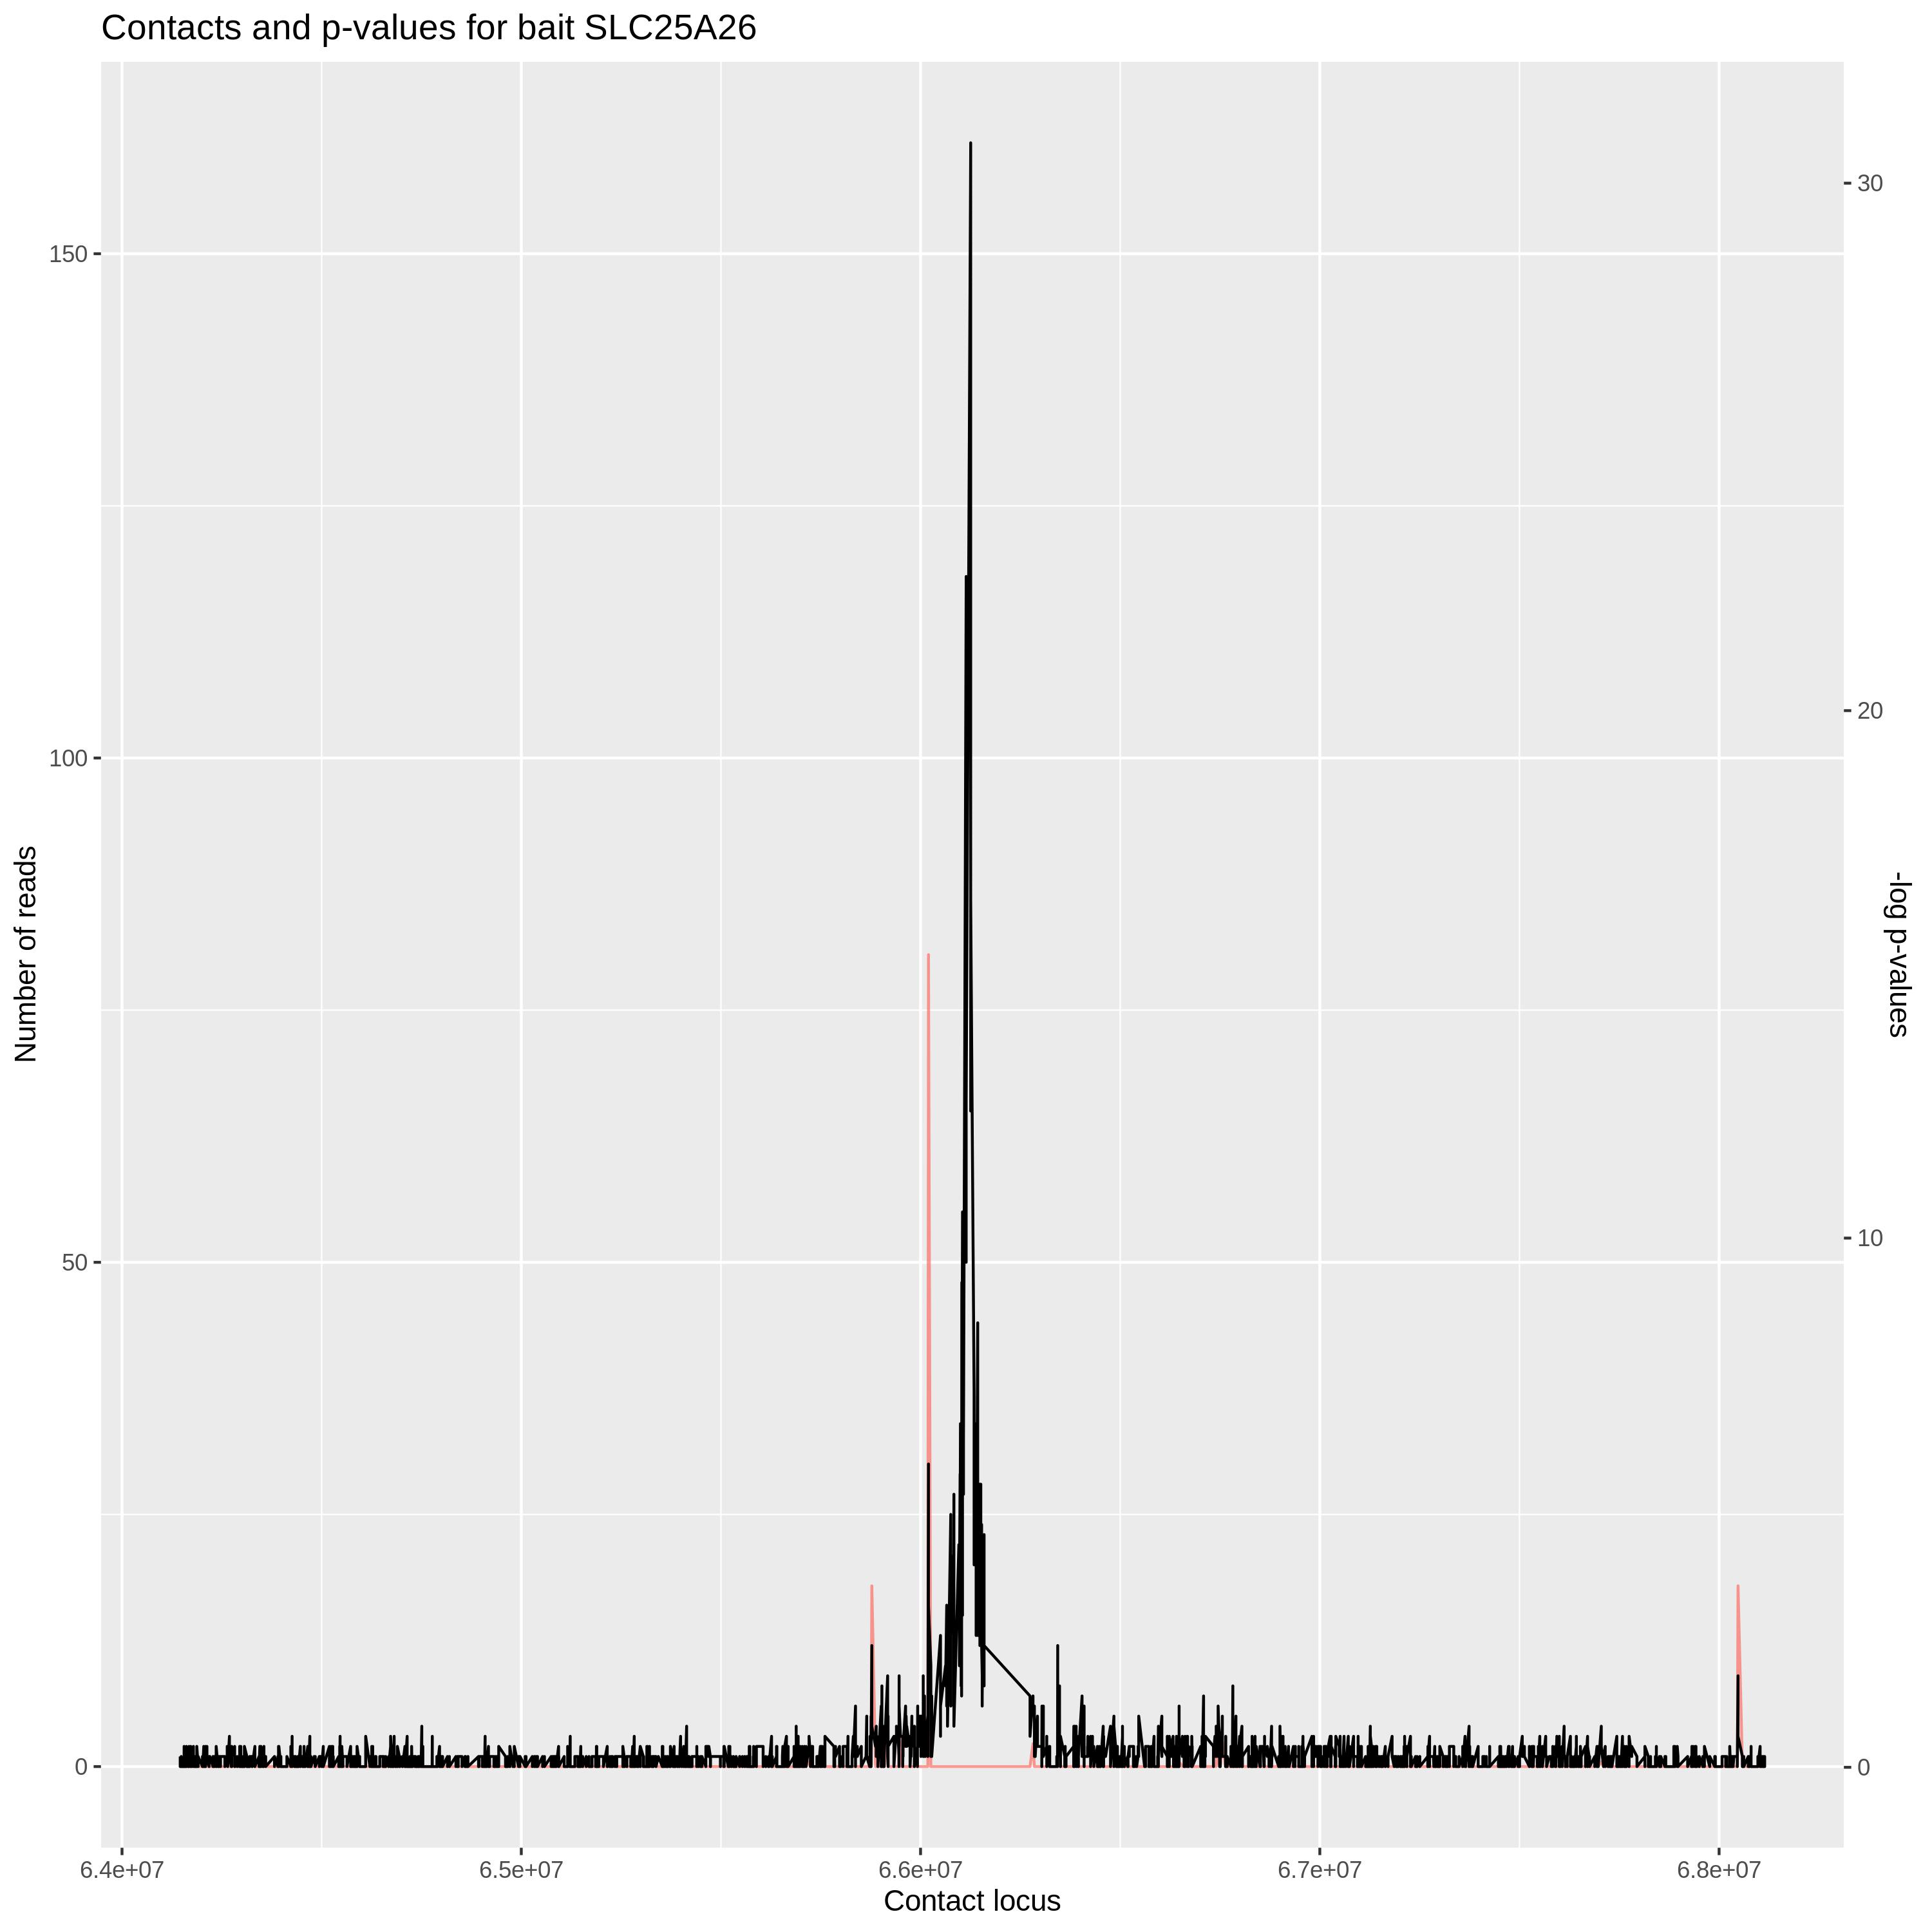 Contacts and p-values for bait SLC25A26
150
100
50
0
Number of reads
30
20
10
0
-log p-values
6.4e+07
6.5e+07
6.6e+07
6.7e+07
6.8e+07
Contact locus